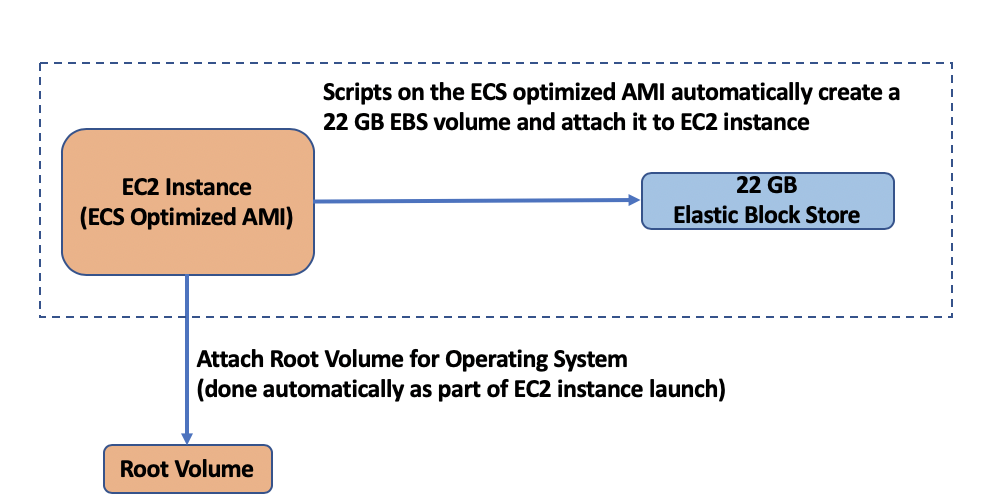 Scripts on the ECS optimized AMI automatically create a
22 GB EBS volume and attach it to EC2 instance
EC2 Instance
(ECS Optimized AMI)
22 GB
Elastic Block Store
Attach Root Volume for Operating System
(done automatically as part of EC2 instance launch)
Root Volume